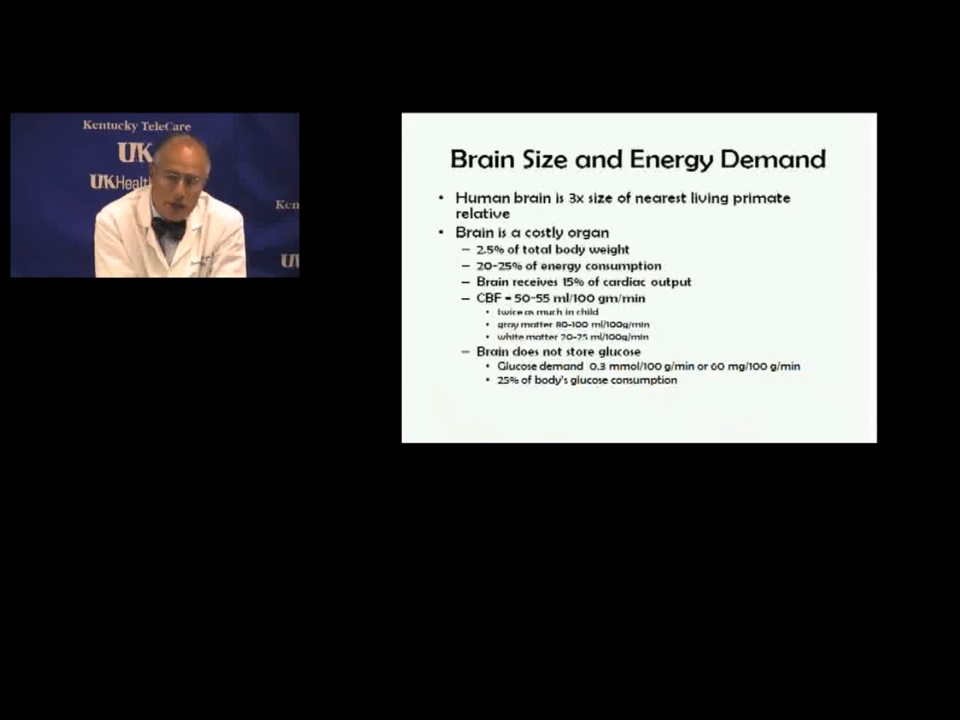 Kentucky TeleCare
UK
UKHealth
Ken
UK
Brain Size and Energy Demand
• Human brain is 3x size of nearest living primate
relative
• Brain is a costly organ
– 2.5% of total body weight
– 20-25% of energy consumption
– Brain receives 15% of cardiac output
– CBF = 50-55 ml/100 gm/min
• twice as much in child
• gray matter 80-100 ml/100g/min
• white matter 20-25 ml/100g/min
– Brain does not store glucose
• Glucose demand 0.3 mmol/100 g/min or 60 mg/100 g/min
• 25% of body's glucose consumption